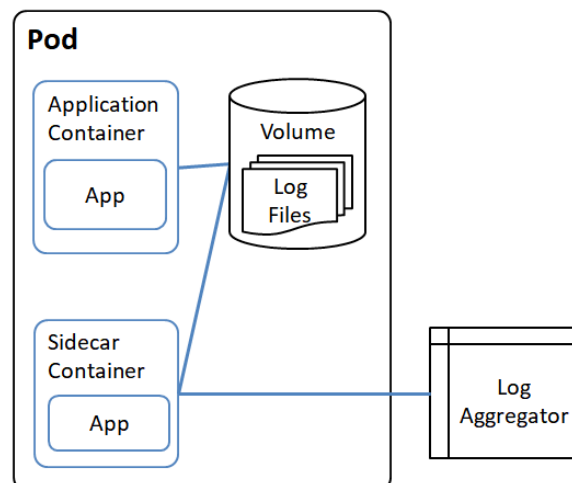 Pod
Application
Container
App
Volume
Log
Files
Sidecar
Container
App
Log
Aggregator